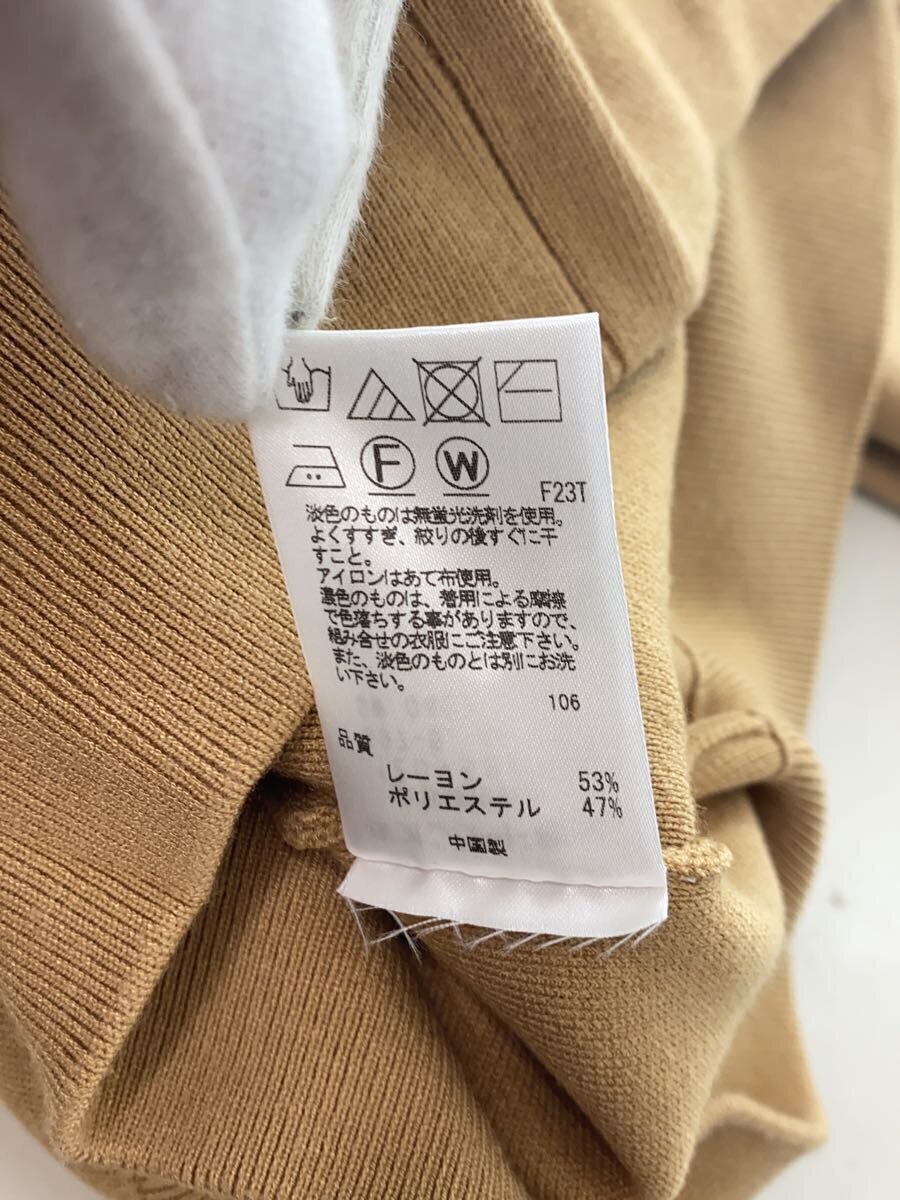 F W
F23T
淡色のものは無蛍光洗剤を使用。
よくすすぎ、絞りの後すぐに干
すこと。
アイロンはあて布使用。
濃色のものは、着用による摩擦
で色落ちする事がありますので、
組み合せの衣服にご注意下さい。
また、淡色のものとは別にお洗
い下さい。
106
品質
レーヨン 53%
ポリエステル 47%
中国製